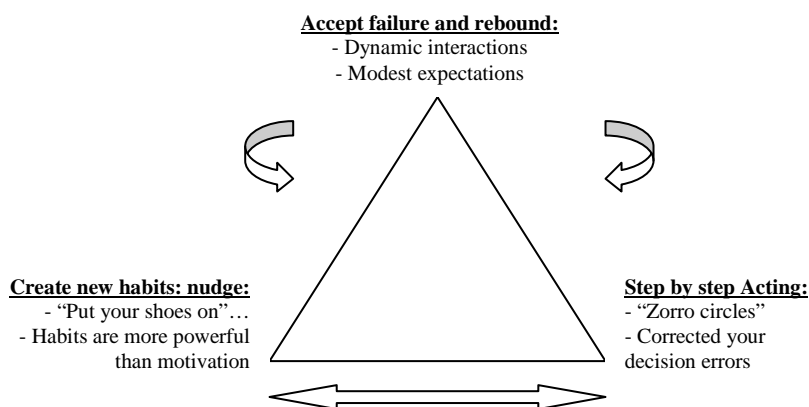 Accept failure and rebound:
- Dynamic interactions
- Modest expectations
Create new habits: nudge:
- “Put your shoes on”…
- Habits are more powerful
than motivation
Step by step Acting:
- “Zorro circles”
- Corrected your
decision errors